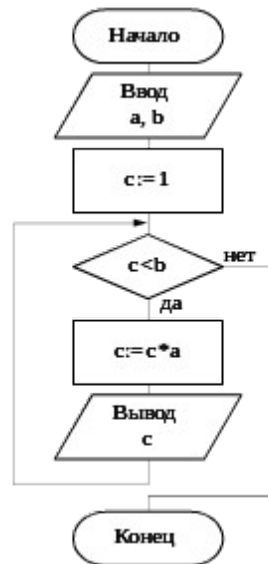 Начало
Ввод
a, b
c:=1
c<b
нет
да
c:=c*a
Вывод
c
Конец